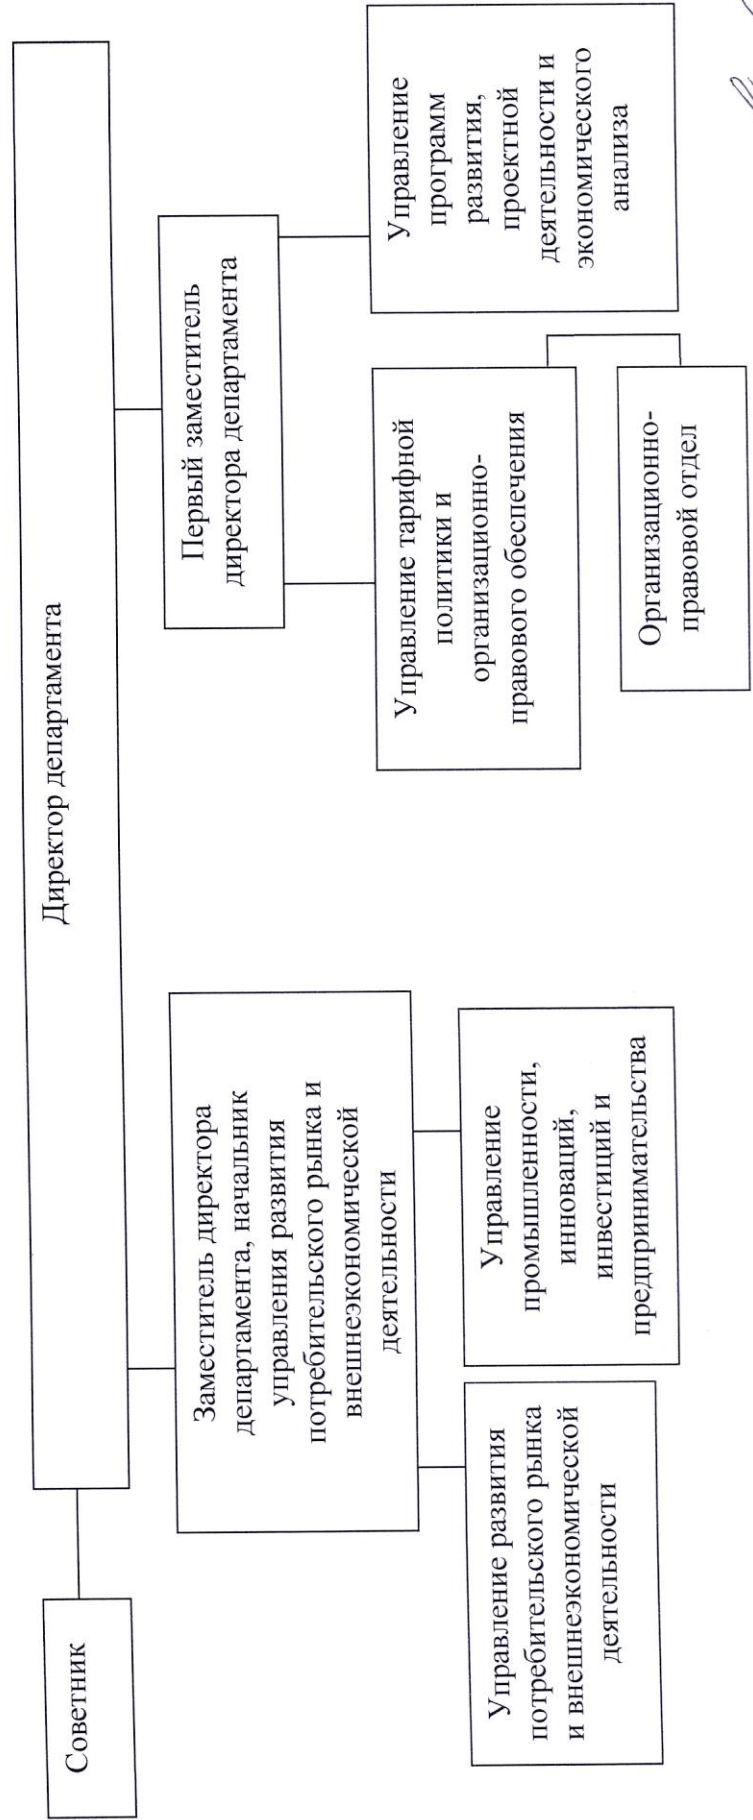 Директор департамента
Советник
Заместитель директора
департамента, начальник
управления развития
потребительского рынка и
внешнеэкономической
деятельности
Первый заместитель
директора департамента
Управление развития
потребительского рынка
и внешнеэкономической
деятельности
Управление
промышленности,
инноваций,
инвестиций и
предпринимательства
Управление тарифной
политики и
организационно-
правового обеспечения
Управление
программ
развития,
проектной
деятельности и
экономического
анализа
Организационно-
правовой отдел